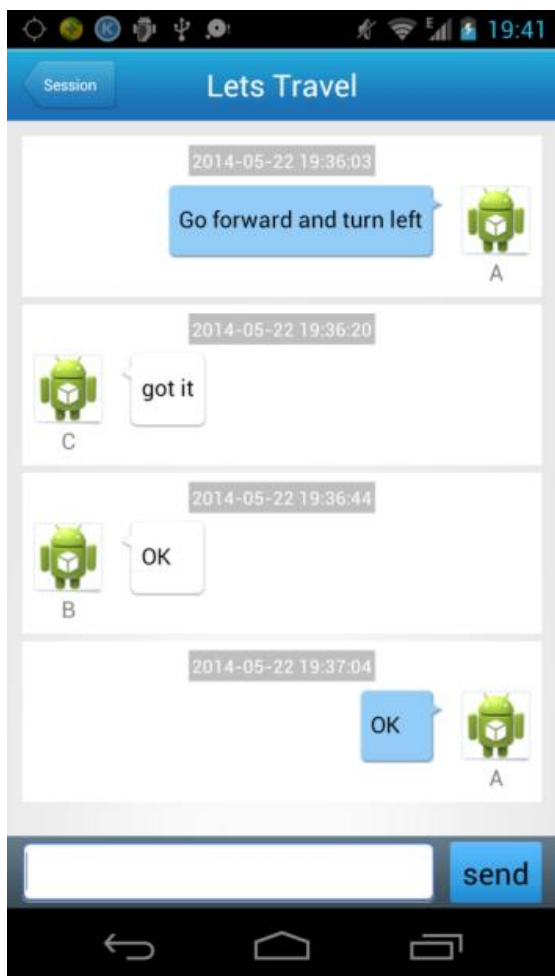 19:41
Session
Lets Travel
2014-05-22 19:36:03
Go forward and turn left
A
2014-05-22 19:36:20
got it
C
2014-05-22 19:36:44
OK
B
2014-05-22 19:37:04
OK
A
send